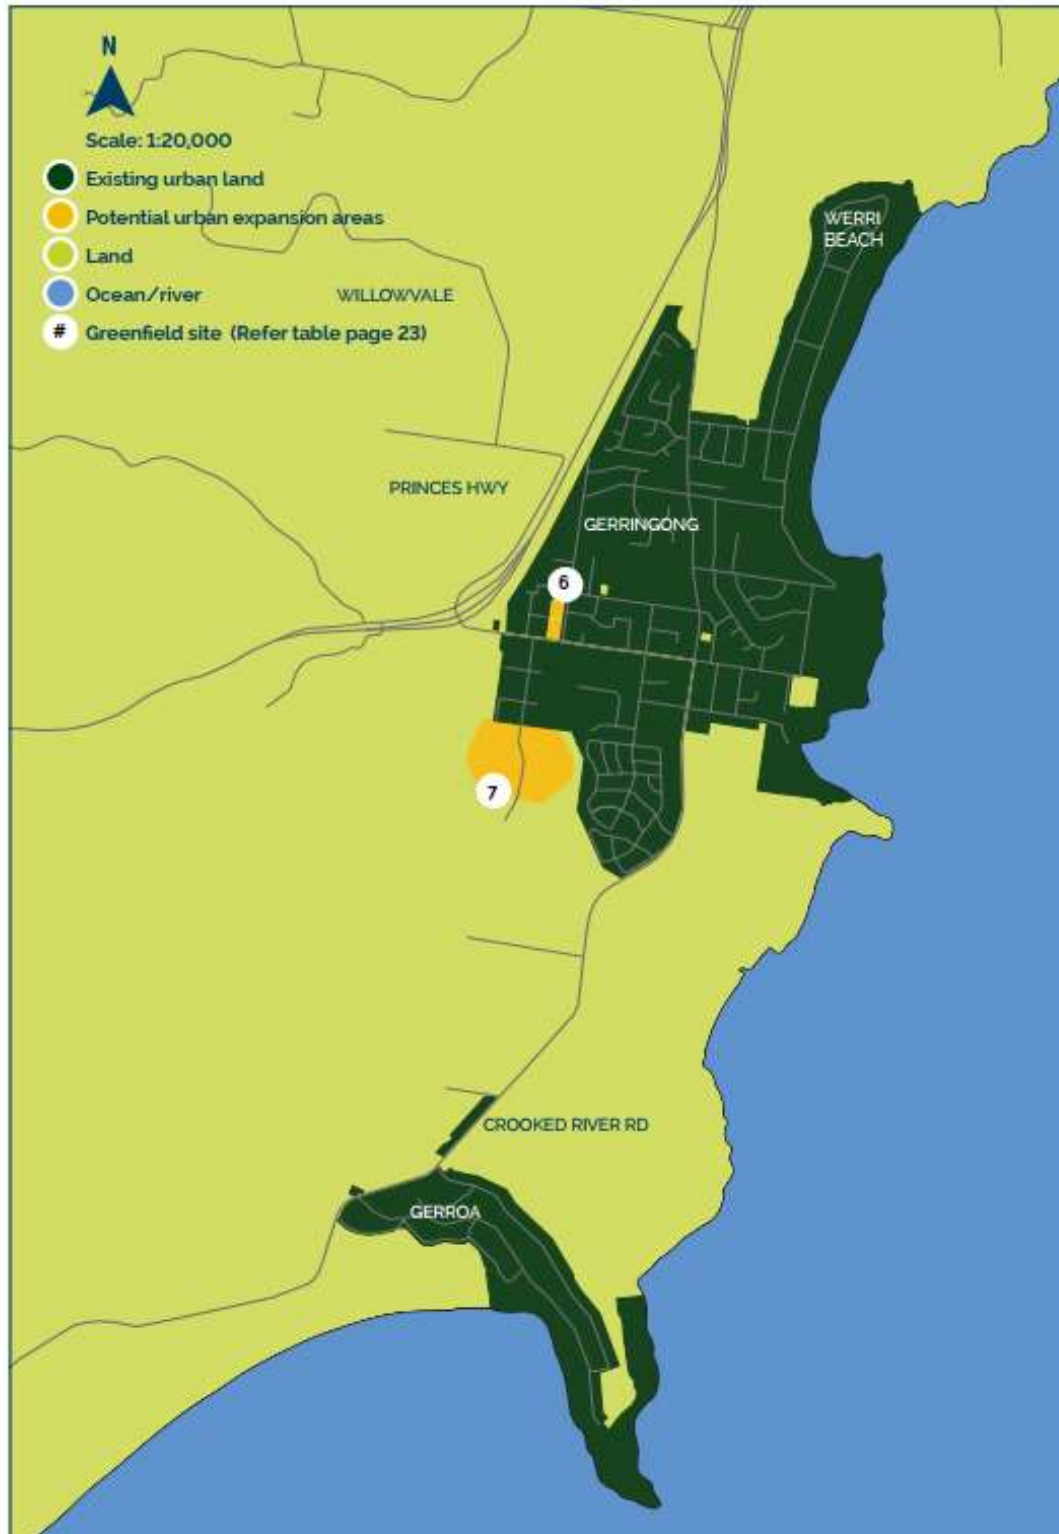 N
Scale: 1:20,000
Existing urban land
Potential urban expansion areas
Land
Ocean/river
# Greenfield site (Refer table page 23)
WERRI
BEACH
WILLOWVALE
PRINCES HWY
GERRINGONG
6
7
CROOKED RIVER RD
GERROA